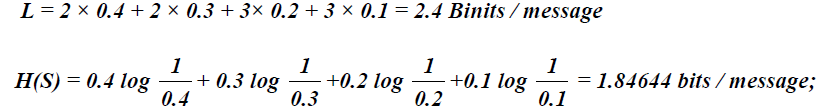 L = 2 × 0.4 + 2 × 0.3 + 3× 0.2 + 3 × 0.1 = 2.4 Binits / message
H(S) = 0.4 log 1/0.4 + 0.3 log 1/0.3 +0.2 log 1/0.2 +0.1 log 1/0.1 = 1.84644 bits / message;